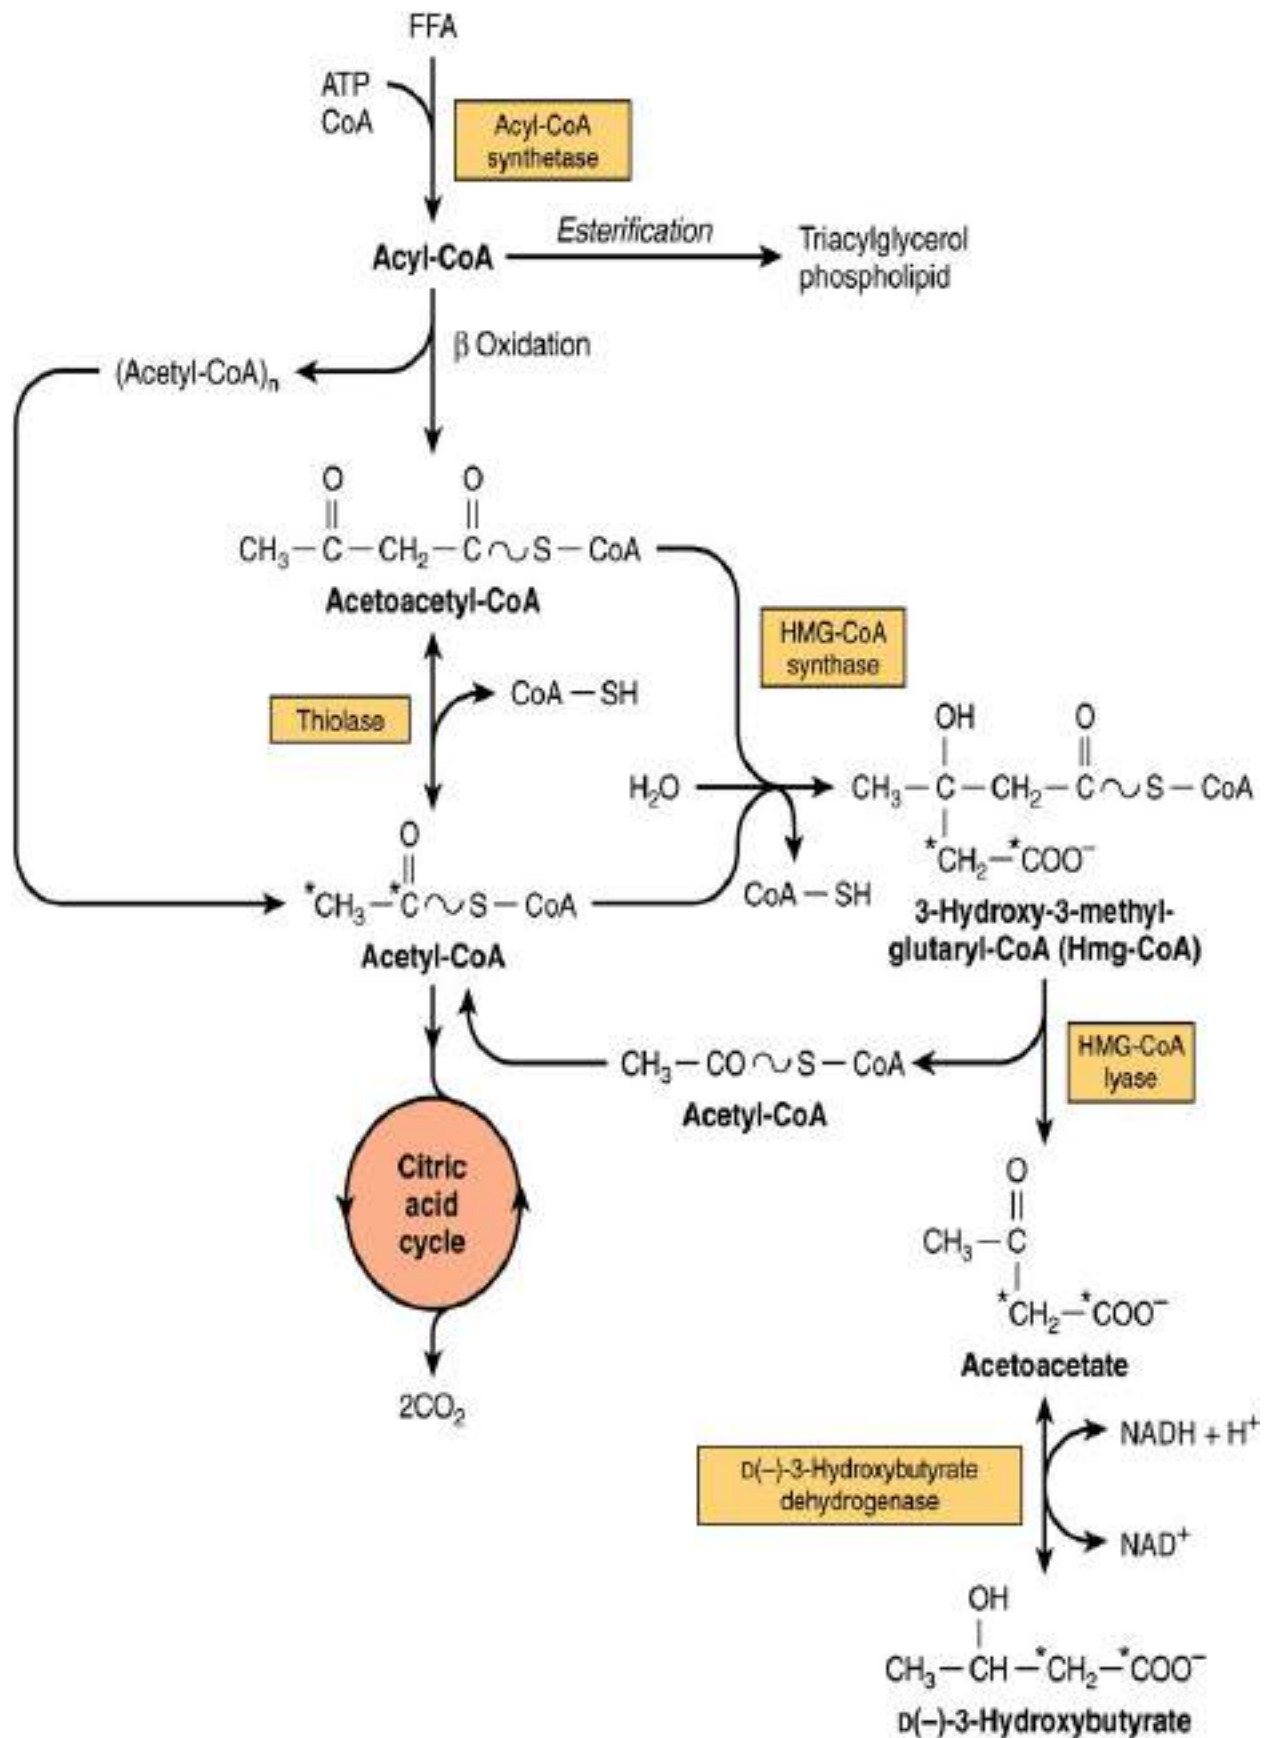 FFA
ATP
CoA
Acyl-CoA
synthetase
Acyl-CoA
Esterification
Triacylglycerol
phospholipid
β Oxidation
(Acetyl-CoA)n
O O
CH3–C–CH2–C~S–CoA
Acetoacetyl-CoA
HMG-CoA
synthase
Thiolase
CoA–SH
H2O
OH O
CH3–C–CH2–C~S–CoA
*CH2–*COO–
3-Hydroxy-3-methyl-
glutaryl-CoA (Hmg-CoA)
O
*CH3–*C~S–CoA
Acetyl-CoA
CoA–SH
HMG-CoA
lyase
CH3–CO~S–CoA
Acetyl-CoA
Citric
acid
cycle
2CO2
O
CH3–C
*CH2–*COO–
Acetoacetate
D(–)-3-Hydroxybutyrate
dehydrogenase
NADH + H+
NAD+
OH
CH3–CH–*CH2–*COO–
D(–)-3-Hydroxybutyrate